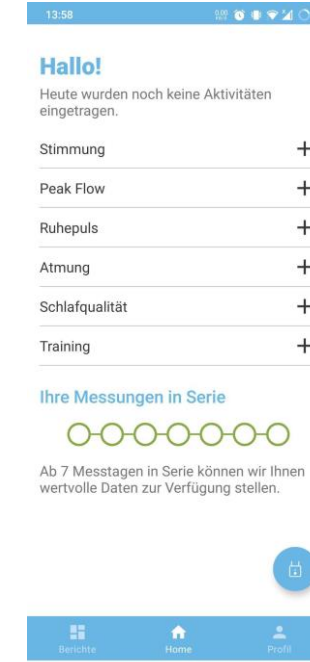 13:58
Hallo!
Heute wurden noch keine Aktivitäten
eingetragen.
Stimmung
Peak Flow
Ruhepuls
Atmung
Schlafqualität
Training
Ihre Messungen in Serie
Ab 7 Messtagen in Serie können wir Ihnen
wertvolle Daten zur Verfügung stellen.
Berichte
Home
Profil